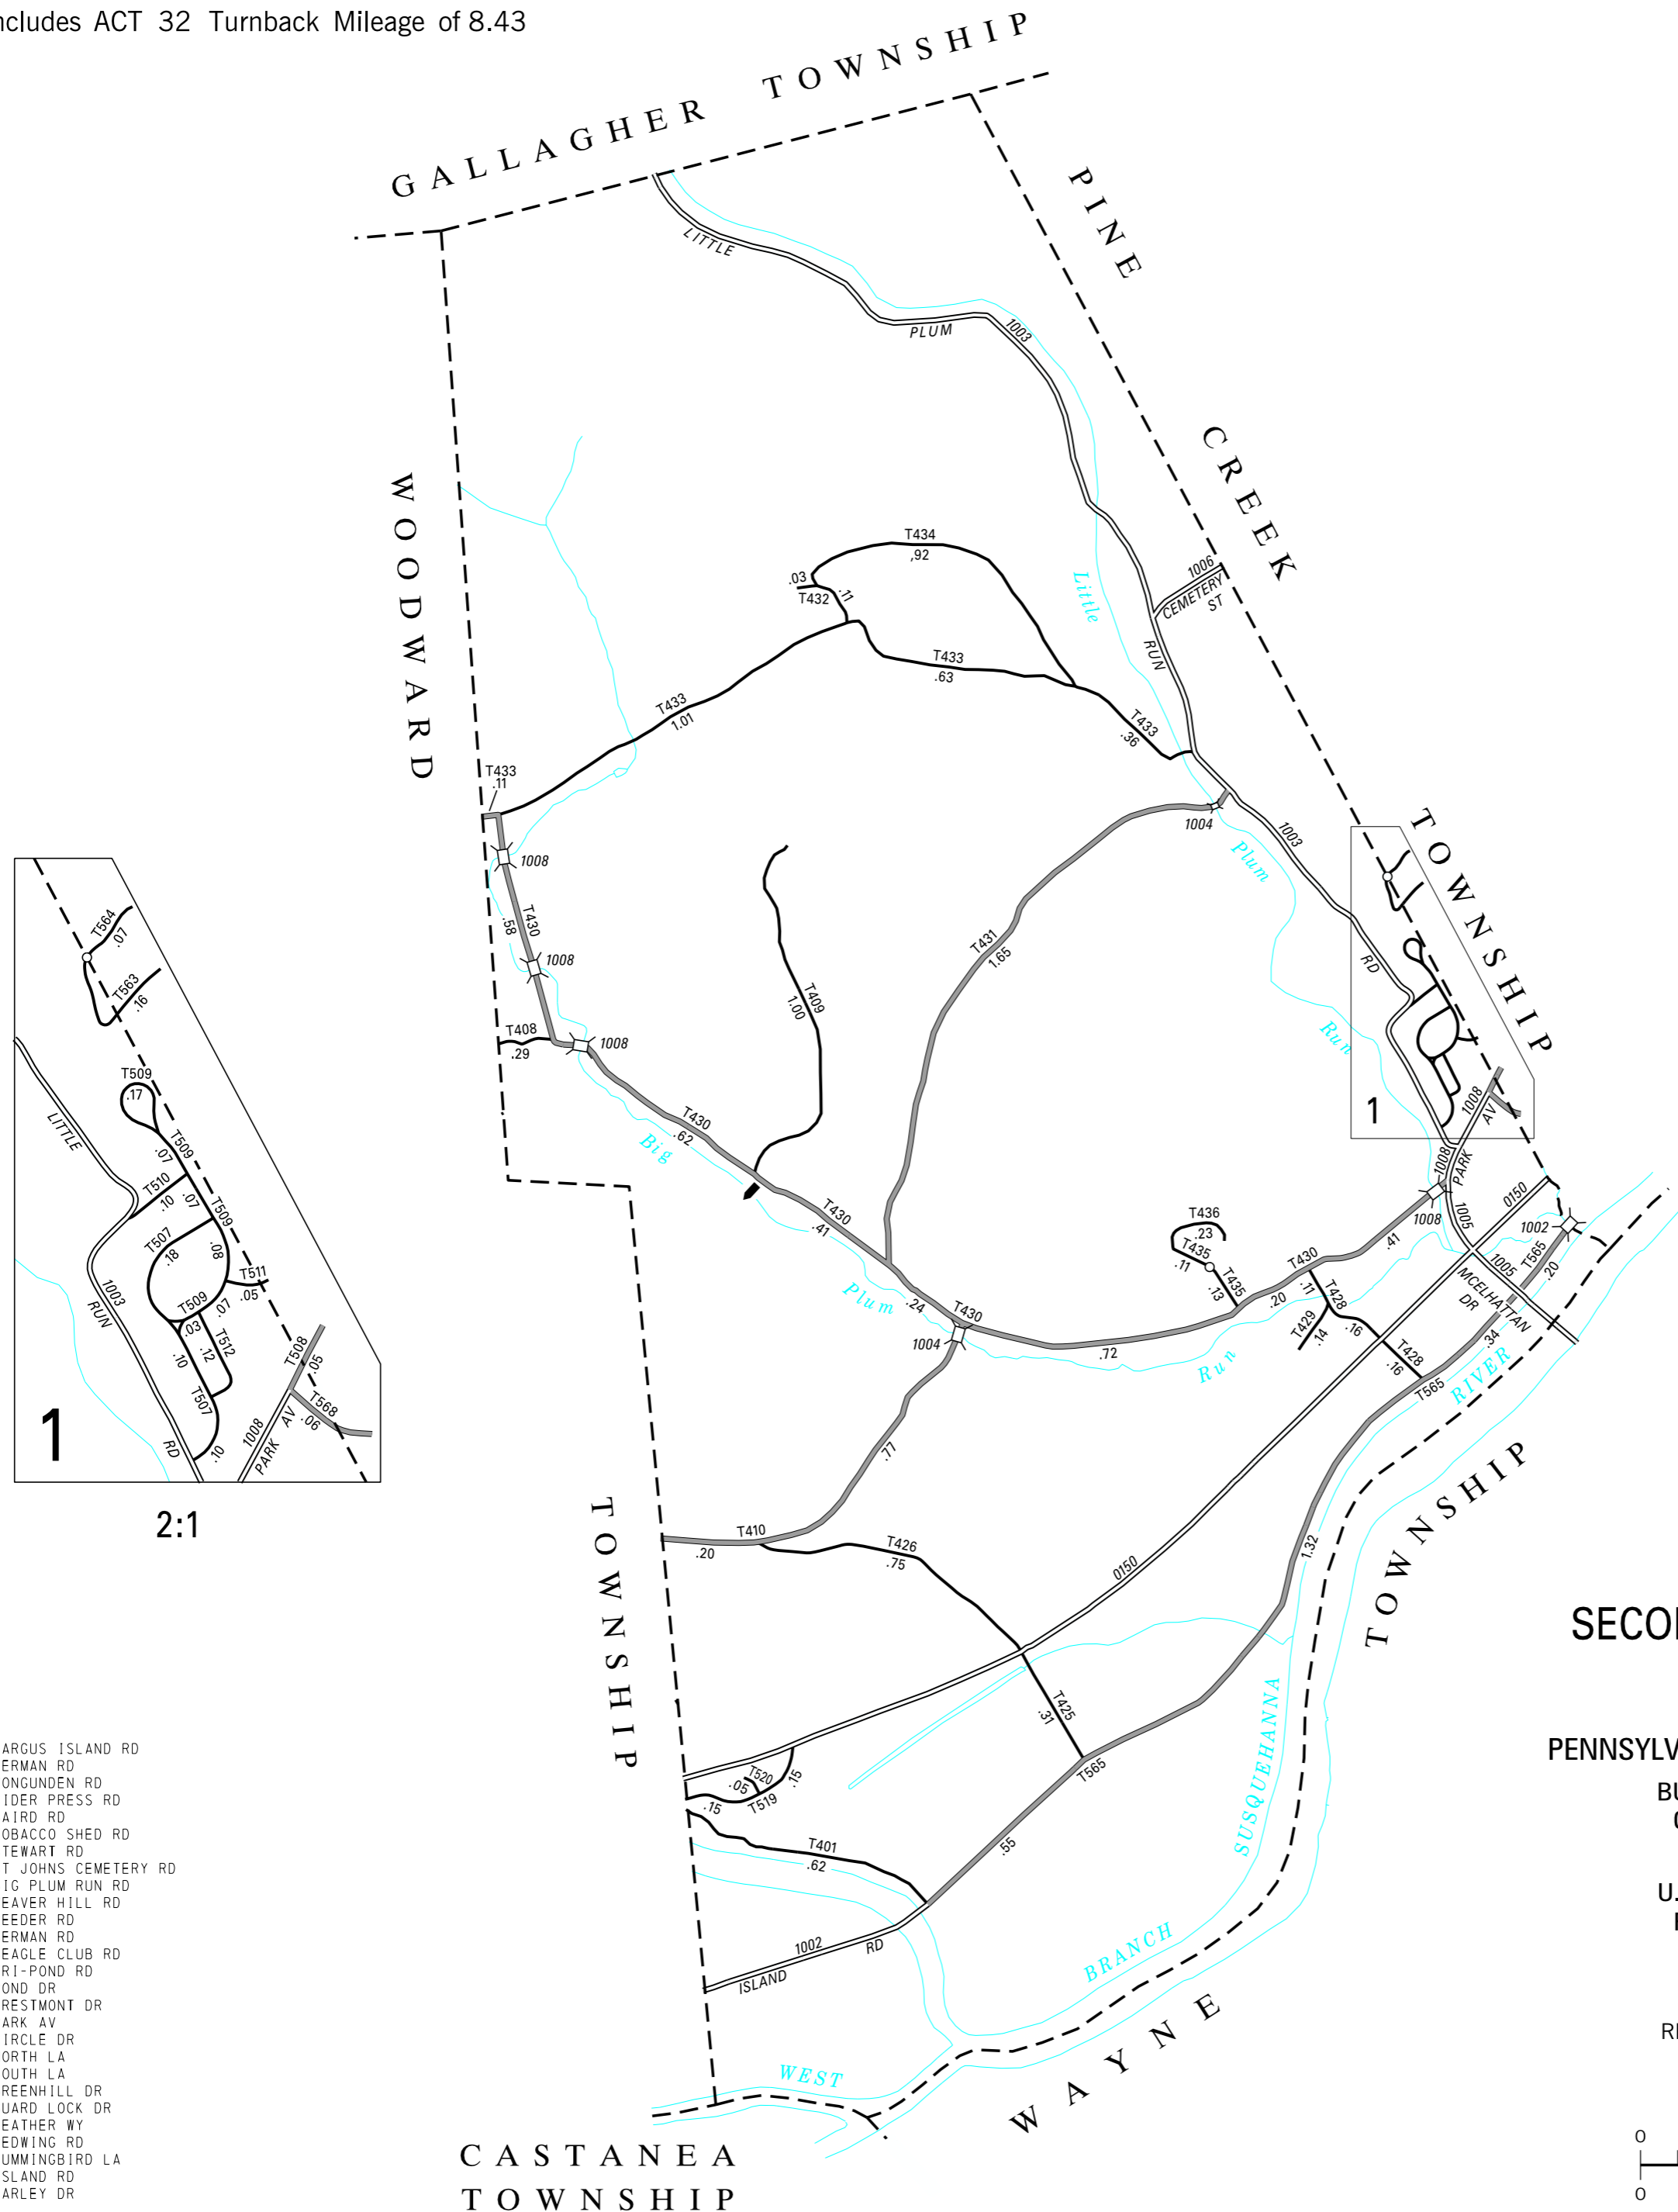 ncludes ACT 32 Turnback Mileage of 8.43
GALLAGHER TOWNSHIP
PINE
CREEK
TOWNSHIP
WOODWARD
TOWNSHIP
LITTLE
PLUM
1003
RUN
1006
CEMETERY
ST
Little
T434
,92
.03
T432
.11
T433
.63
T433
1.01
T433
.36
T433
.11
1004
1003
RD
Plum
Run
1008
T430
.58
1008
T408
.29
1008
T409
1.00
T431
1.65
T430
.62
Big
T430
.41
Plum
.24
T430
1004
.72
Run
T436
.23
T435
.11
T435
.13
.20
T430
.41
.11
T428
T429
.14
.16
T428
.16
1
1008
AV
1008
PARK
1008
1005
0150
1002
T565
.20
1005
MCELHATTAN
DR
.34
T565
RIVER
TOWNSHIP
.77
T410
.20
T426
.75
0150
1.32
T425
.31
T565
T520
.05
T519
.15
.15
T401
.62
.55
1002
ISLAND
RD
SUSQUEHANNA
BRANCH
WEST
WAYNE
CASTANEA
TOWNSHIP
T564
.07
T563
.16
T509
.17
LITTLE
T509
.07
T510
.10
.07
T509
T507
.18
.08
T511
.05
1003
RUN
T509
.07
.03
T512
.12
.10
T507
RD
.10
T508
.05
T568
.06
1008
PARK
AV
1
2:1
ARGUS ISLAND RD
ERMAN RD
ONGUNDEN RD
IDER PRESS RD
AIRD RD
OBACCO SHED RD
TEWART RD
T JOHNS CEMETERY RD
IG PLUM RUN RD
EAVER HILL RD
EEDER RD
ERMAN RD
EAGLE CLUB RD
RI-POND RD
OND DR
RESTMONT DR
ARK AV
IRCLE DR
ORTH LA
OUTH LA
REENHILL DR
UARD LOCK DR
EATHER WY
EDWING RD
UMMINGBIRD LA
SLAND RD
ARLEY DR
SECO
PENNSYLV
BU
U.
R
0
0